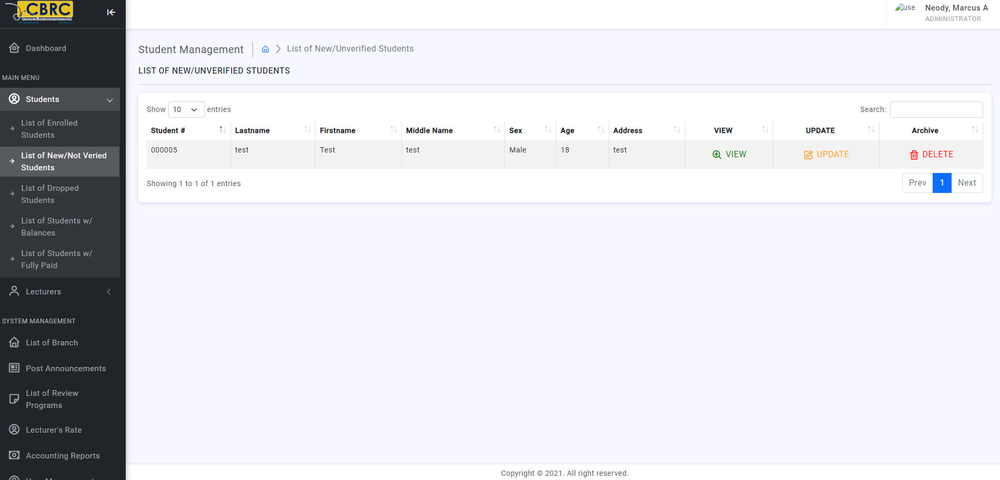 CBRC
use.
Neody, Marcus A
ADMINISTRATOR
Dashboard
MAIN MENU
Students
List of Enrolled
Students
List of New/Not Veried
Students
List of Dropped
Students
List of Students w/
Balances
List of Students w/
Fully Paid
Lecturers
SYSTEM MANAGEMENT
List of Branch
Post Announcements
List of Review
Programs
Lecturer's Rate
Accounting Reports
Student Management
List of New/Unverified Students
LIST OF NEW/UNVERIFIED STUDENTS
Show 10 entries
Search:
Student # Lastname Firstname Middle Name Sex Age Address VIEW UPDATE Archive
000005 test Test test Male 18 test VIEW UPDATE DELETE
Showing 1 to 1 of 1 entries
Prev 1 Next
Copyright © 2021. All right reserved.